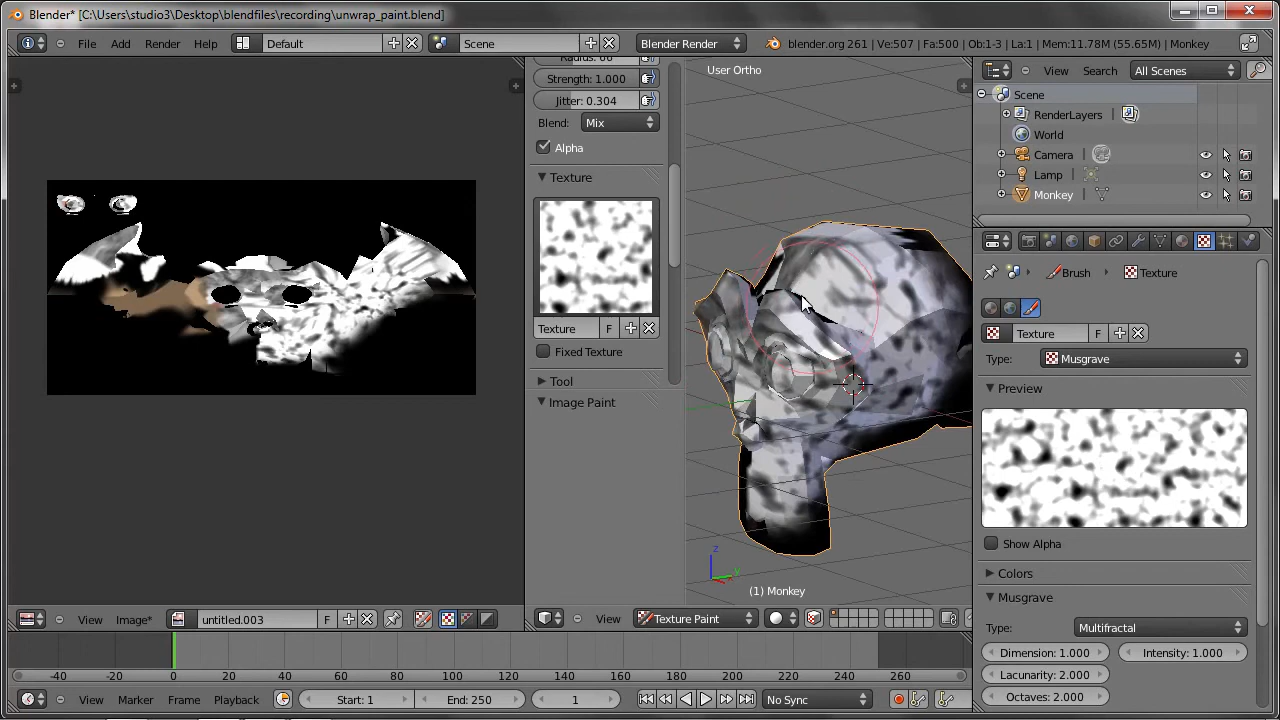 Blender* [C:\Users\studio3\Desktop\blendfiles\recording\unwrap_paint.blend]
File Add Render Help Default Scene Blender Render blender.org 261 | Ve:507 | Fa:500 | Ob:1-3 | La:1 | Mem:11.78M (55.65M) | Monkey
Radius: 66
Strength: 1.000
Jitter: 0.304
Blend: Mix
Alpha
Texture
Texture F
Fixed Texture
Tool
Image Paint
User Ortho
z
y
(1) Monkey
View Search All Scenes
Scene
RenderLayers
World
Camera
Lamp
Monkey
Brush Texture
Texture F
Type: Musgrave
Preview
Show Alpha
Colors
Musgrave
Type: Multifractal
Dimension: 1.000 Intensity: 1.000
Lacunarity: 2.000
Octaves: 2.000
View Image* untitled.003 F
View Texture Paint
-40 -20 0 20 40 60 80 100 120 140 160 180 200 220 240 260
View Marker Frame Playback Start: 1 End: 250 1 No Sync